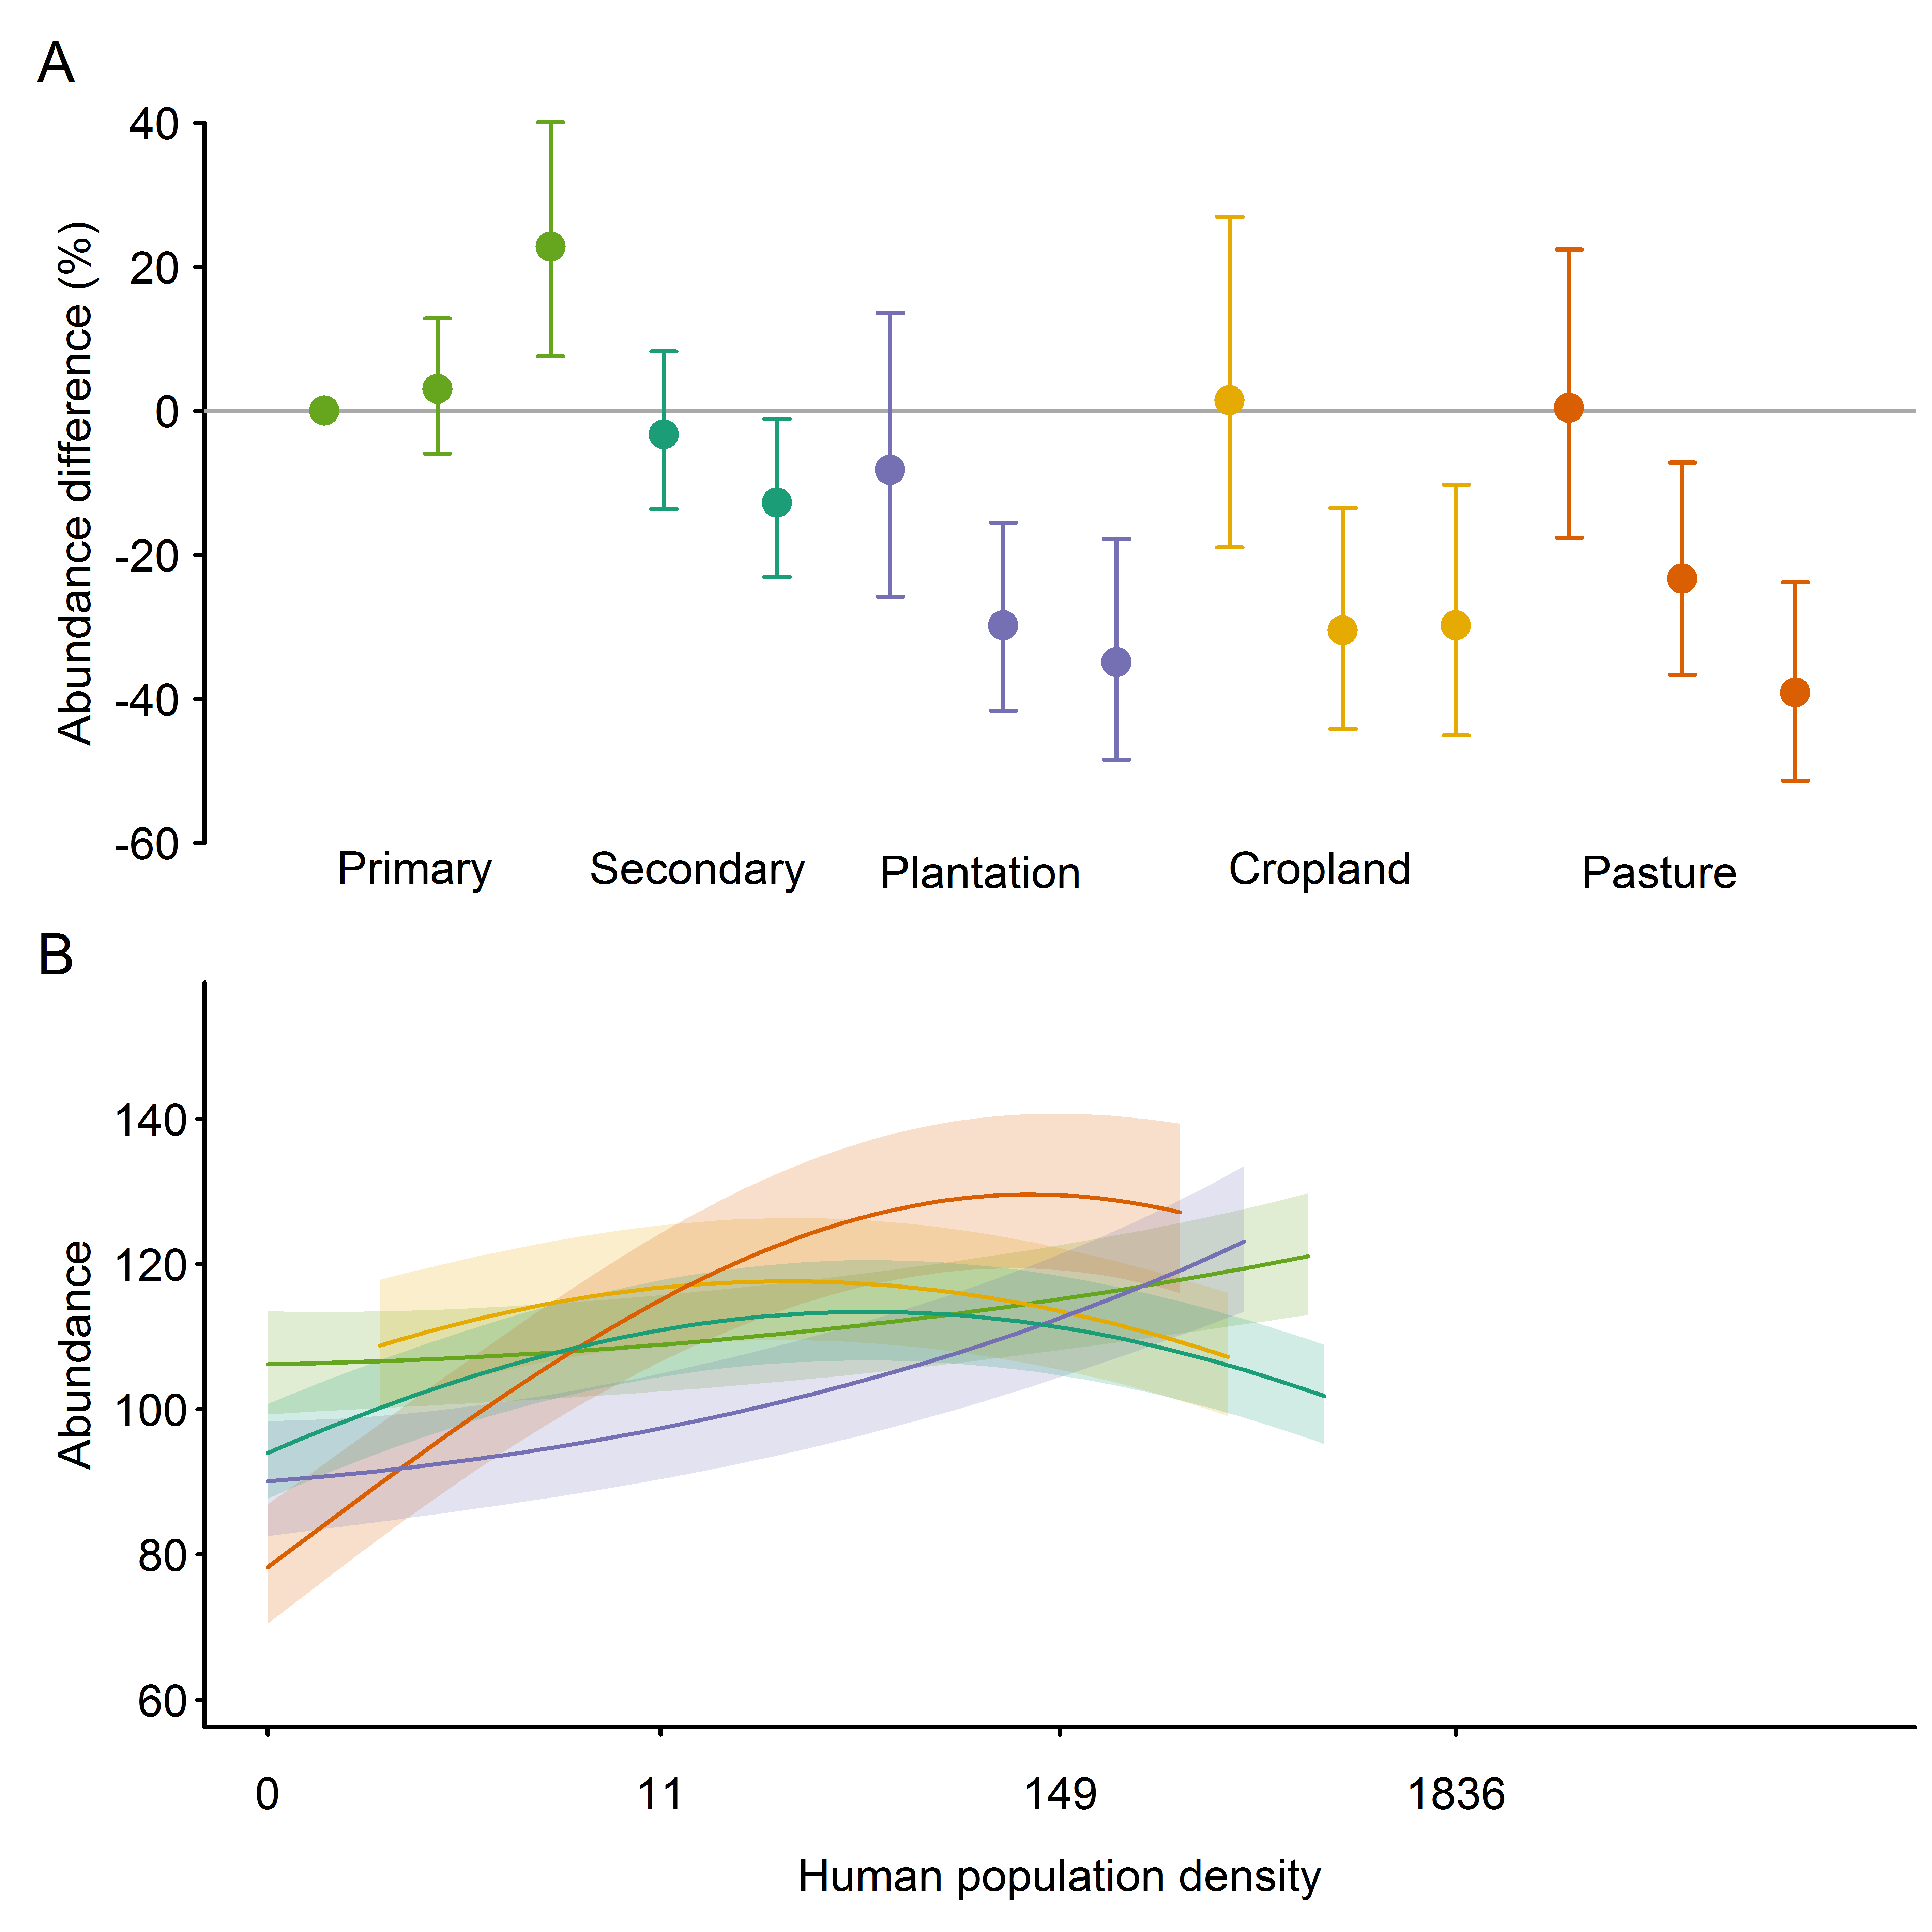 A
Abundance difference (%)
40
20
0
-20
-40
-60
Primary Secondary Plantation Cropland Pasture
B
Abundance
140
120
100
80
60
0 11 149 1836
Human population density